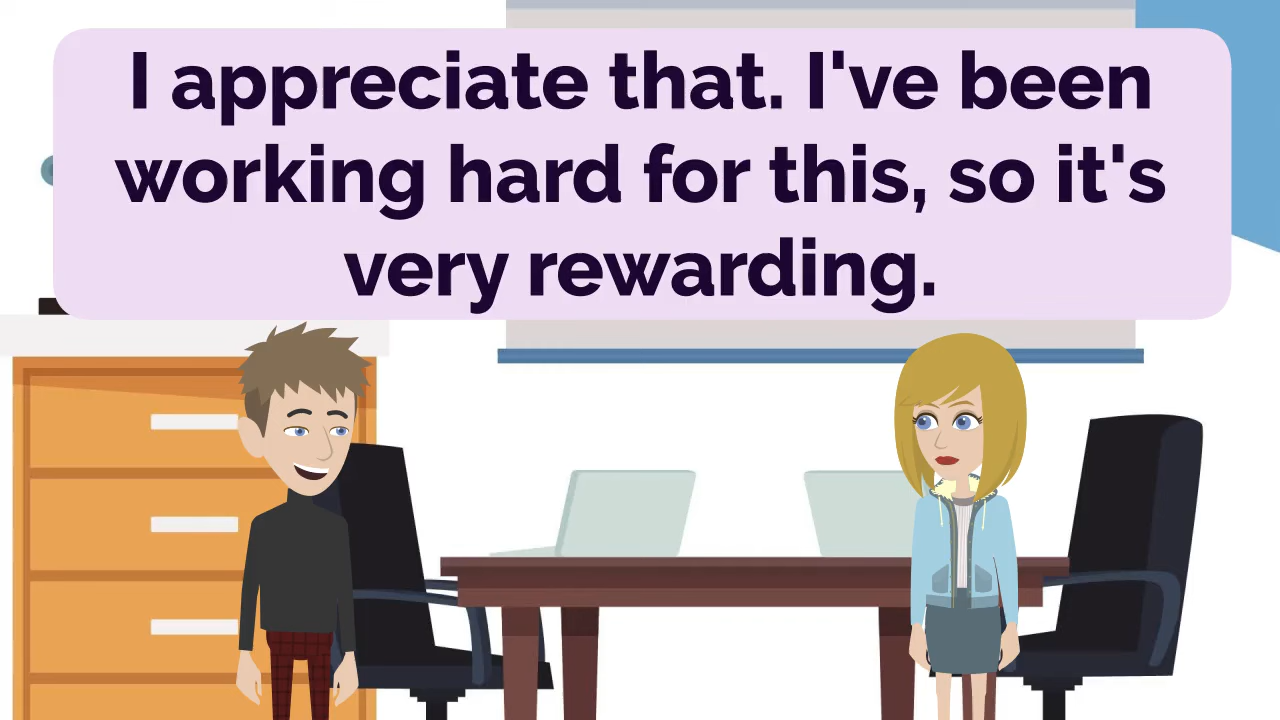 I appreciate that. I've been
working hard for this, so it's
very rewarding.